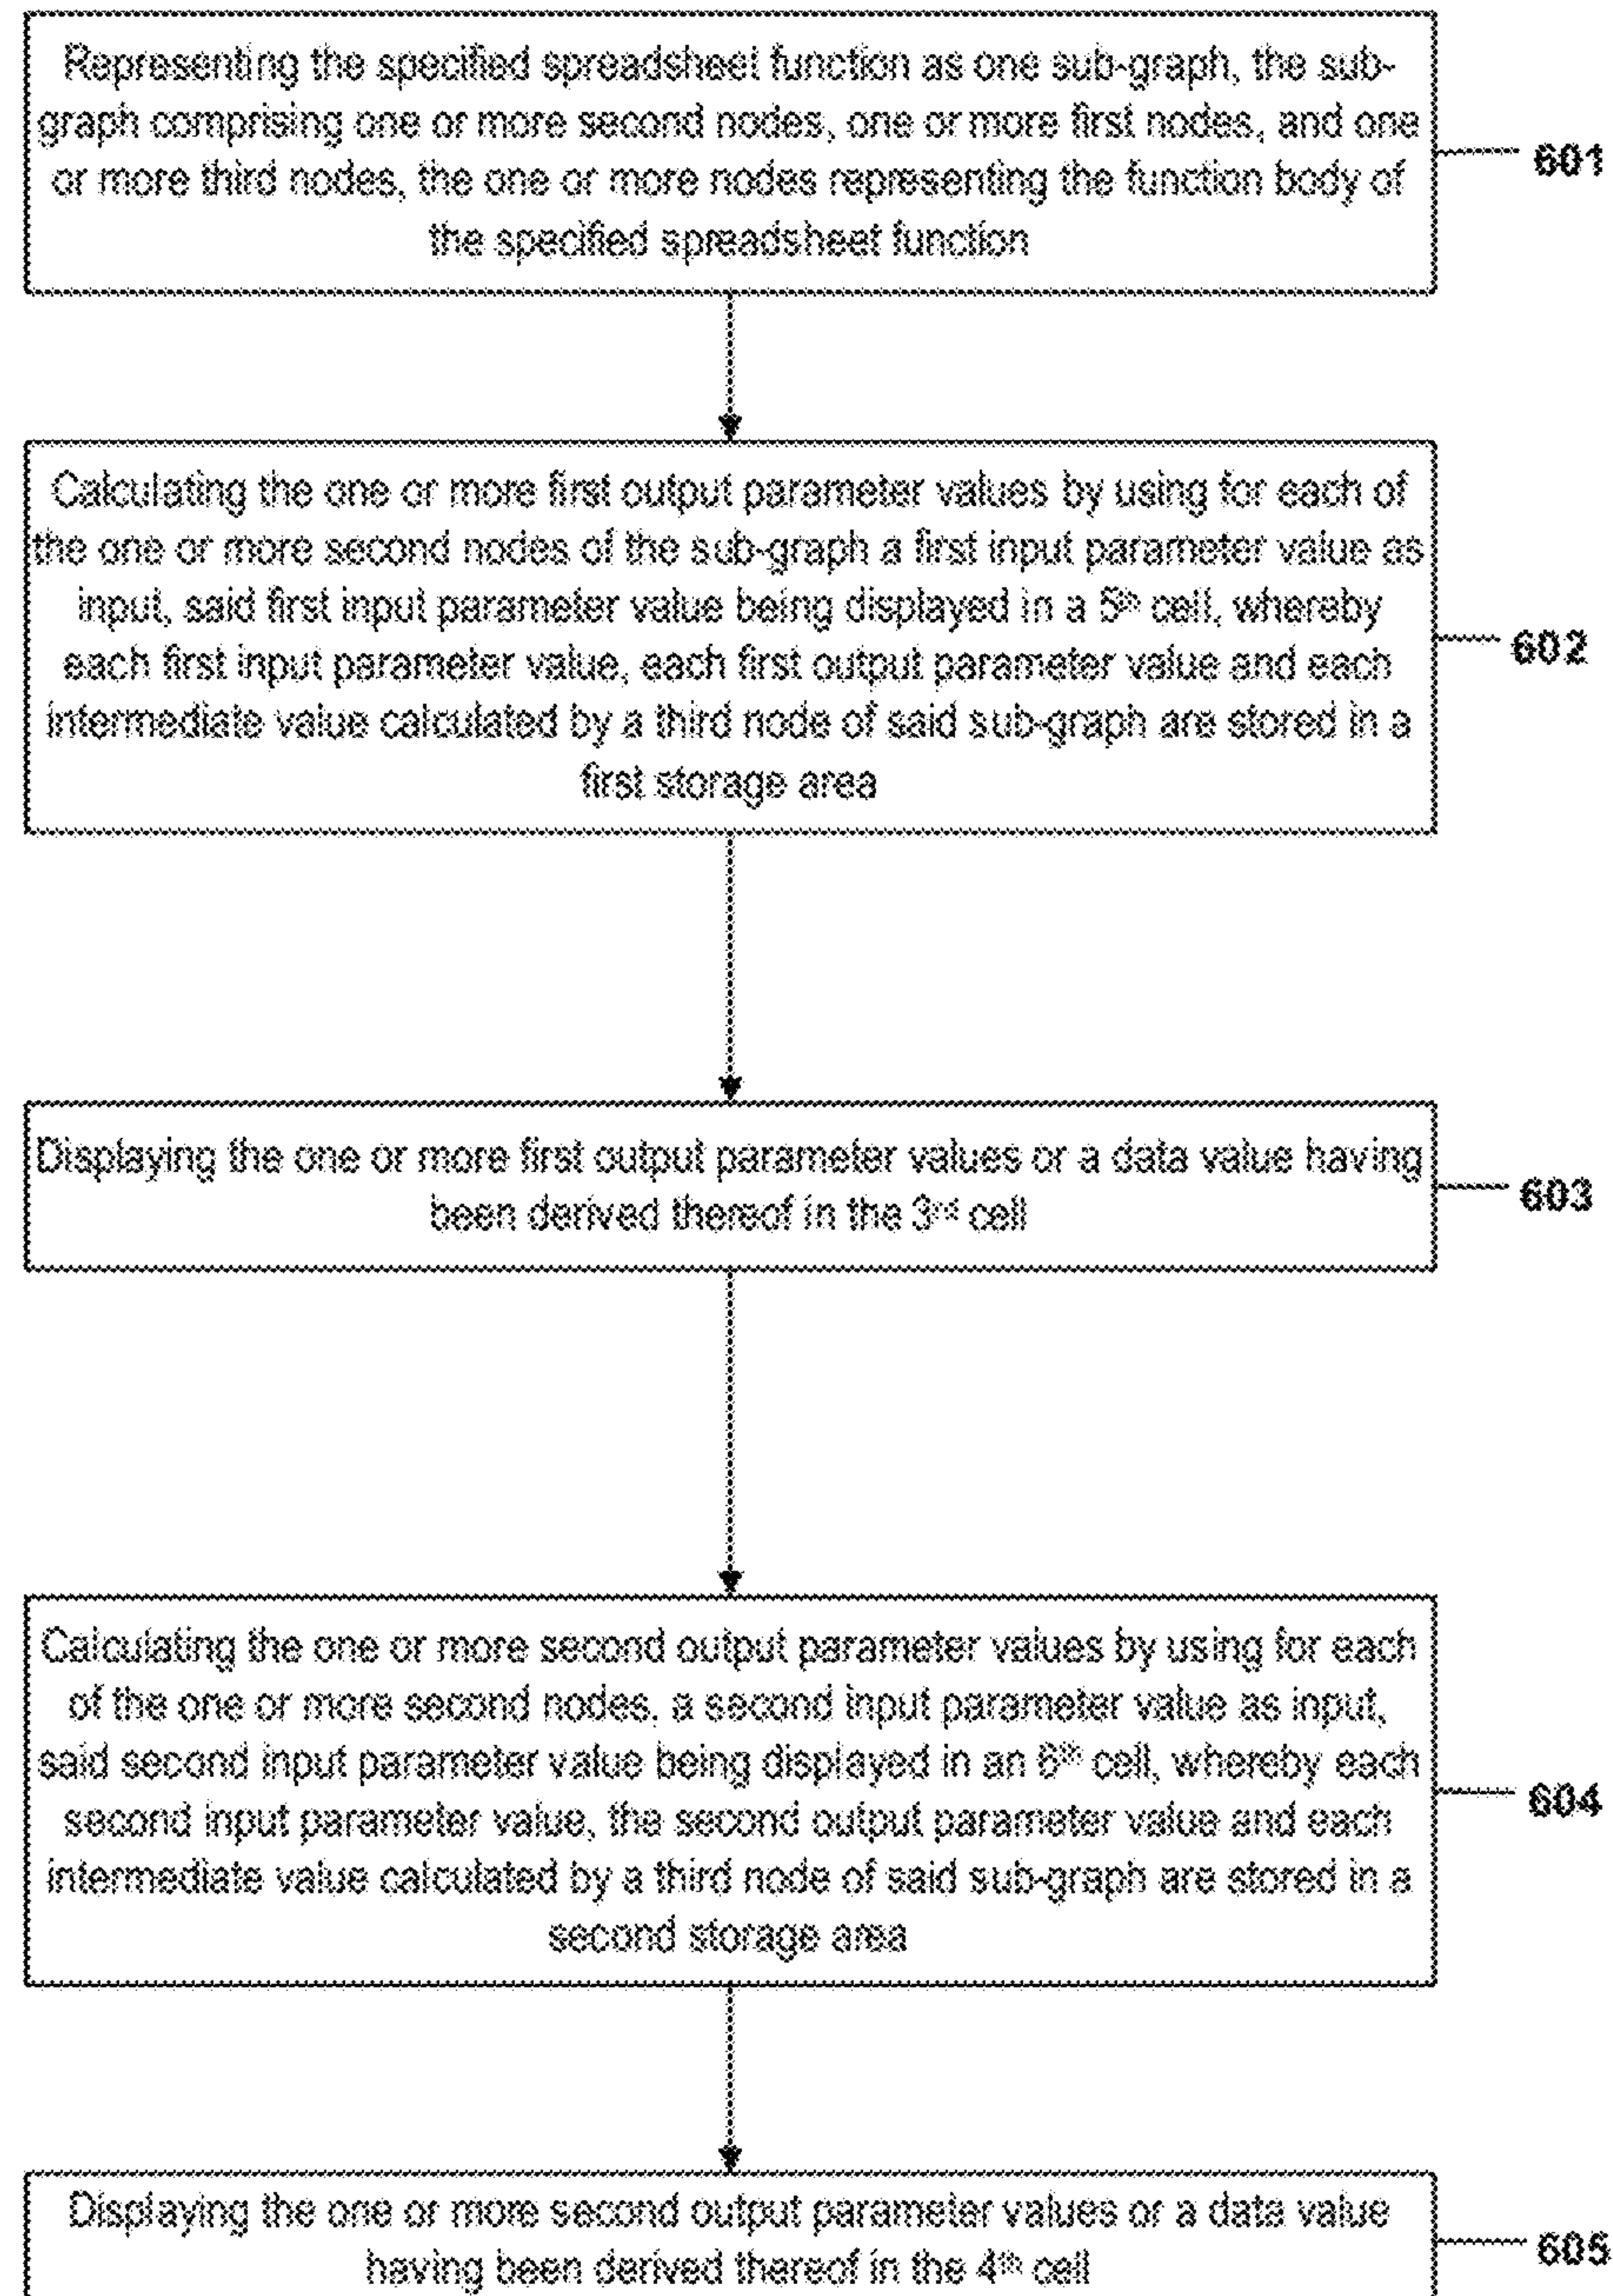 Representing the specified spreadsheet function as one sub-graph, the sub-
graph comprising one or more second nodes, one or more first nodes, and one
or more third nodes, the one or more nodes representing the function body of
the specified spreadsheet function
601
Calculating the one or more first output parameter values by using for each of
the one or more second nodes of the sub-graph a first input parameter value as
input, said first input parameter value being displayed in a 5th cell, whereby
each first input parameter value, each first output parameter value and each
intermediate value calculated by a third node of said sub-graph are stored in a
first storage area
602
Displaying the one or more first output parameter values or a data value having
been derived thereof in the 3rd cell
603
Calculating the one or more second output parameter values by using for each
of the one or more second nodes, a second input parameter value as input,
said second input parameter value being displayed in an 6th cell, whereby each
second input parameter value, the second output parameter value and each
intermediate value calculated by a third node of said sub-graph are stored in a
second storage area
604
Displaying the one or more second output parameter values or a data value
having been derived thereof in the 4th cell
605